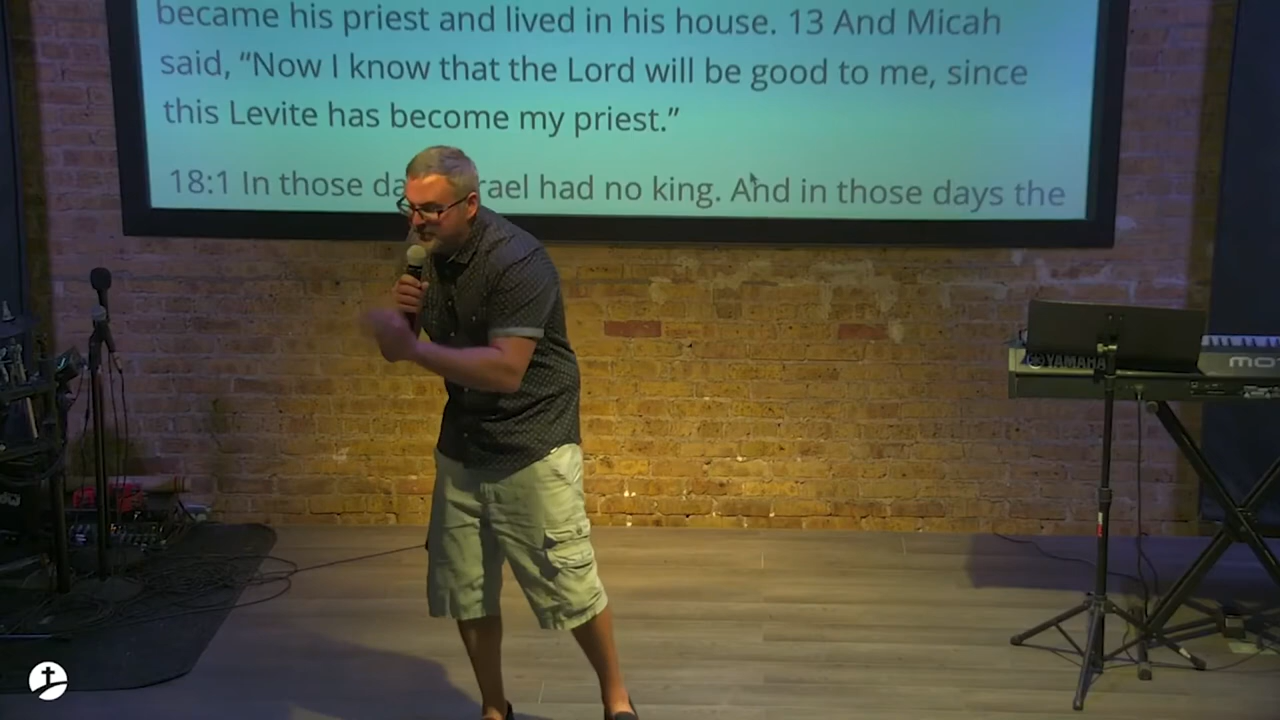 became his priest and lived in his house. 13 And Micah
said, “Now I know that the Lord will be good to me, since
this Levite has become my priest.”
18:1 In those da rael had no king. And in those days the
YAMAHA
mo